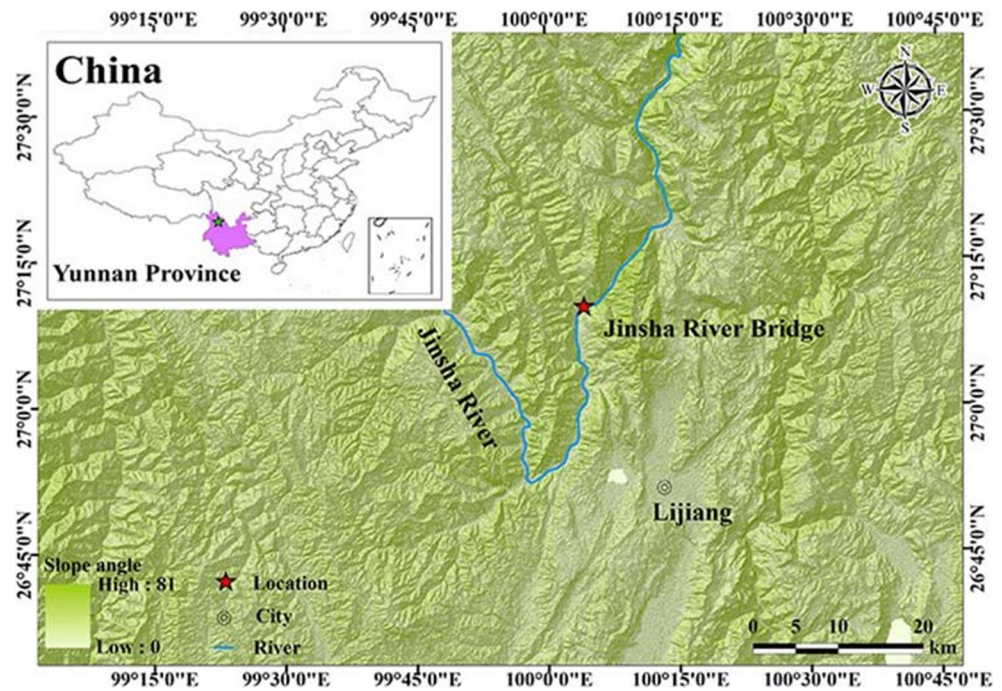 99°15'0"E 99°30'0"E 99°45'0"E 100°0'0"E 100°15'0"E 100°30'0"E 100°45'0"E
China
N
W E
S
27°30'0"N
27°30'0"N
27°15'0"N
27°15'0"N
Yunnan Province
Jinsha River Bridge
Jinsha River
27°0'0"N
27°0'0"N
Lijiang
26°45'0"N
26°45'0"N
Slope angle
High : 81
Low : 0
Location
City
River
0 5 10 20
km
99°15'0"E 99°30'0"E 99°45'0"E 100°0'0"E 100°15'0"E 100°30'0"E 100°45'0"E